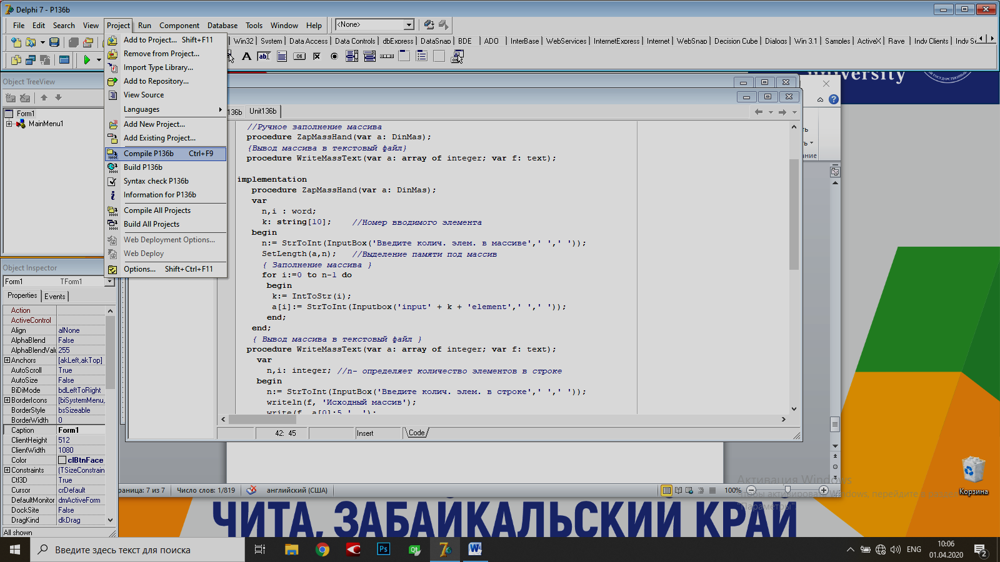 Delphi 7 - P136b
File Edit Search View Project Run Component Database Tools Window Help
<None>
Win32 System Data Access Data Controls dbExpress DataSnap BDE ADO InterBase WebServices InternetExpress Internet WebSnap Decision Cube Dialogs Win 3.1 Samples ActiveX Rave Indy Clients
Add to Project... Shift+F11
Remove from Project...
Import Type Library...
Add to Repository...
View Source
Languages
Add New Project...
Add Existing Project...
Compile P136b Ctrl+F9
Build P136b
Syntax check P136b
Information for P136b
Compile All Projects
Build All Projects
Web Deployment Options...
Web Deploy
Options... Shift+Ctrl+F11
Object TreeView
Form1
MainMenu1
Object Inspector
Form1 TForm1
Properties Events
Action
ActiveControl
Align alNone
AlphaBlend False
AlphaBlendValu 255
Anchors [akLeft,akTop]
AutoScroll True
AutoSize False
BiDiMode bdLeftToRight
BorderIcons [biSystemMenu,
BorderStyle bsSizeable
BorderWidth 0
Caption Form1
ClientHeight 512
ClientWidth 1080
Color clBtnFace
Constraints (TSizeConstrain
Ctl3D True
Cursor crDefault
DefaultMonitor dmActiveForm
DockSite False
DragKind dkDrag
All shown
136b Unit136b
//Ручное заполнение массива
procedure ZapMassHand(var a: DinMas);
{Вывод массива в текстовый файл}
procedure WriteMassText(var a: array of integer; var f: text);
implementation
procedure ZapMassHand(var a: DinMas);
var
n,i : word;
k: string[10]; //Номер вводимого элемента
begin
n:= StrToInt(InputBox('Введите колич. элем. в массиве',' ',' '));
SetLength(a,n); //Выделение памяти под массив
{ Заполнение массива }
for i:=0 to n-1 do
begin
k:= IntToStr(i);
a[i]:= StrToInt(Inputbox('input' + k + 'element',' ',' '));
end;
end;
{ Вывод массива в текстовый файл }
procedure WriteMassText(var a: array of integer; var f: text);
var
n,i: integer; //n- определяет количество элементов в строке
begin
n:= StrToInt(InputBox('Введите колич. элем. в строке',' ',' '));
writeln(f, 'Исходный массив');
write(f, a[0]:5,' ');
42: 45 Insert Code
university
раница: 7 из 7 Число слов: 1/819 английский (США) 100%
Активация Windows
Чтобы активировать Windows, перейдите в
"Параметры".
Корзина
ЧИТА, ЗАБАЙКАЛЬСКИЙ КРАЙ
Введите здесь текст для поиска
Ps
Qt
7
W
ENG
10:06
01.04.2020
2